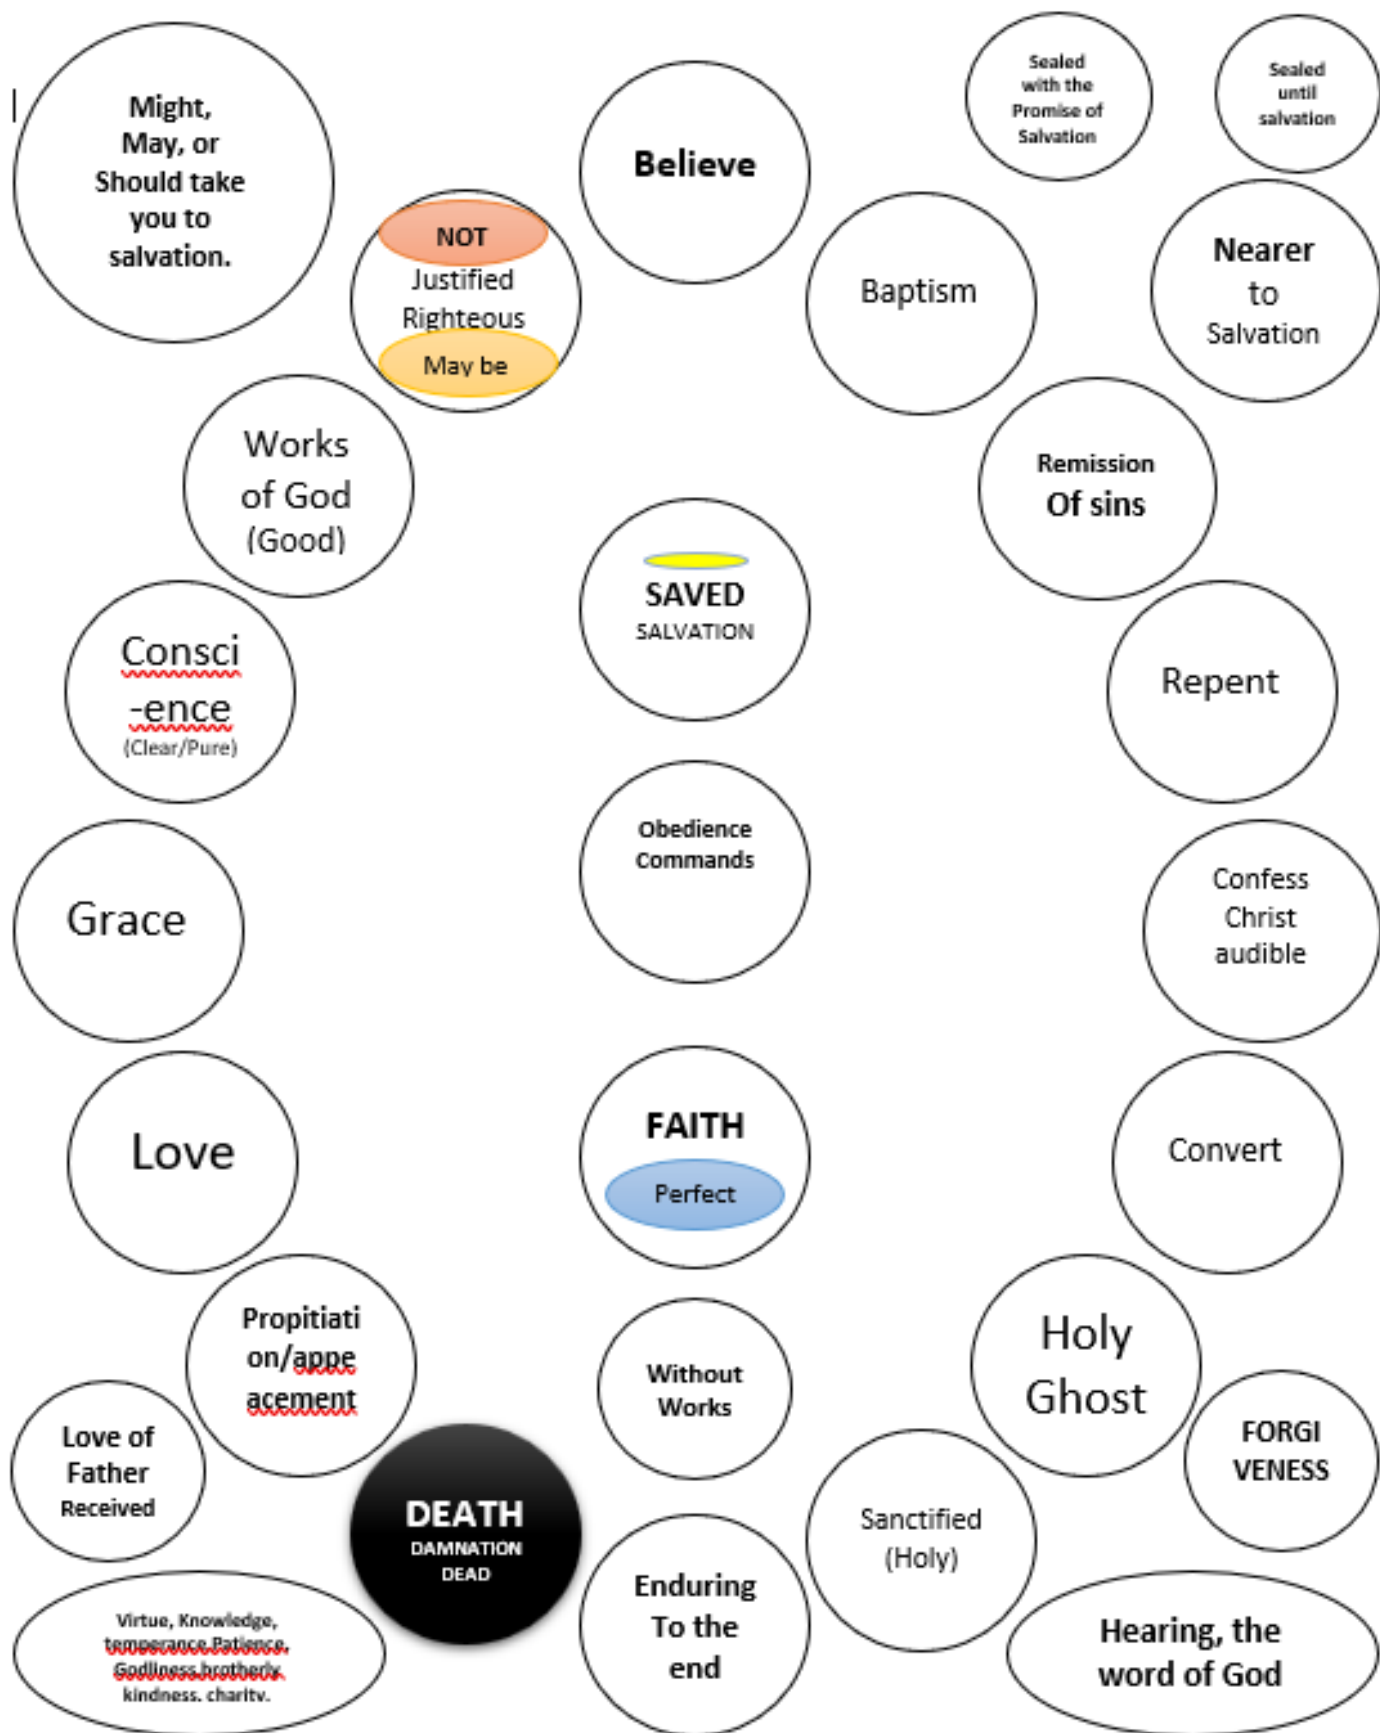 Might,
May, or
Should take
you to
salvation.
Believe
Sealed
with the
Promise of
Salvation
Sealed
until
salvation
NOT
Justified
Righteous
May be
Baptism
Nearer
to
Salvation
Works
of God
(Good)
Remission
Of sins
SAVED
SALVATION
Consci
-ence
(Clear/Pure)
Repent
Obedience
Commands
Grace
Confess
Christ
audible
Love
FAITH
Perfect
Convert
Propitiati
on/appe
acement
Without
Works
Holy
Ghost
Love of
Father
Received
FORGI
VENESS
DEATH
DAMNATION
DEAD
Sanctified
(Holy)
Enduring
To the
end
Virtue, Knowledge,
temperance,Patience,
Godliness,brotherly
kindness, charity.
Hearing, the
word of God